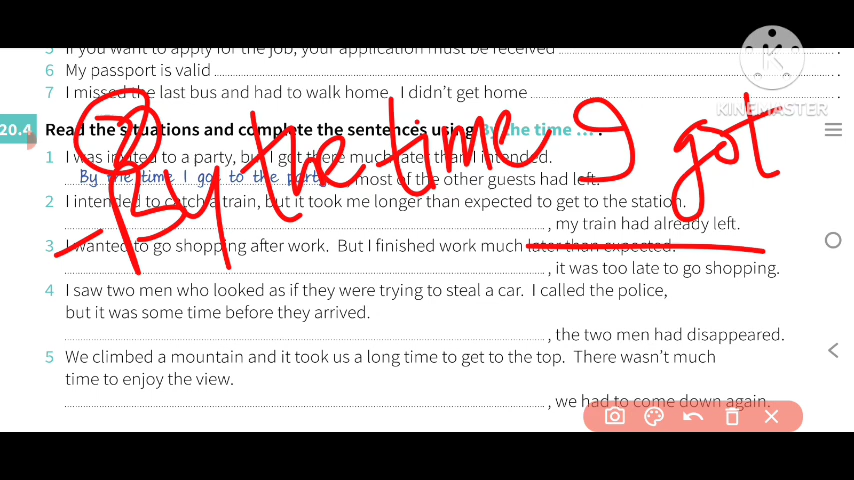 5 If you want to apply for the job, your application must be received
6 My passport is valid
7 I missed the last bus and had to walk home. I didn't get home
KINEMASTER
20.4 Read the situations and complete the sentences using By the time ... .
1 I was invited to a party, but I got there much later than I intended.
By the time I got to the party most of the other guests had left.
2 I intended to catch a train, but it took me longer than expected to get to the station.
, my train had already left.
3 I wanted to go shopping after work. But I finished work much later than expected.
, it was too late to go shopping.
4 I saw two men who looked as if they were trying to steal a car. I called the police,
but it was some time before they arrived.
, the two men had disappeared.
5 We climbed a mountain and it took us a long time to get to the top. There wasn't much
time to enjoy the view.
, we had to come down again.
2
By the time I got